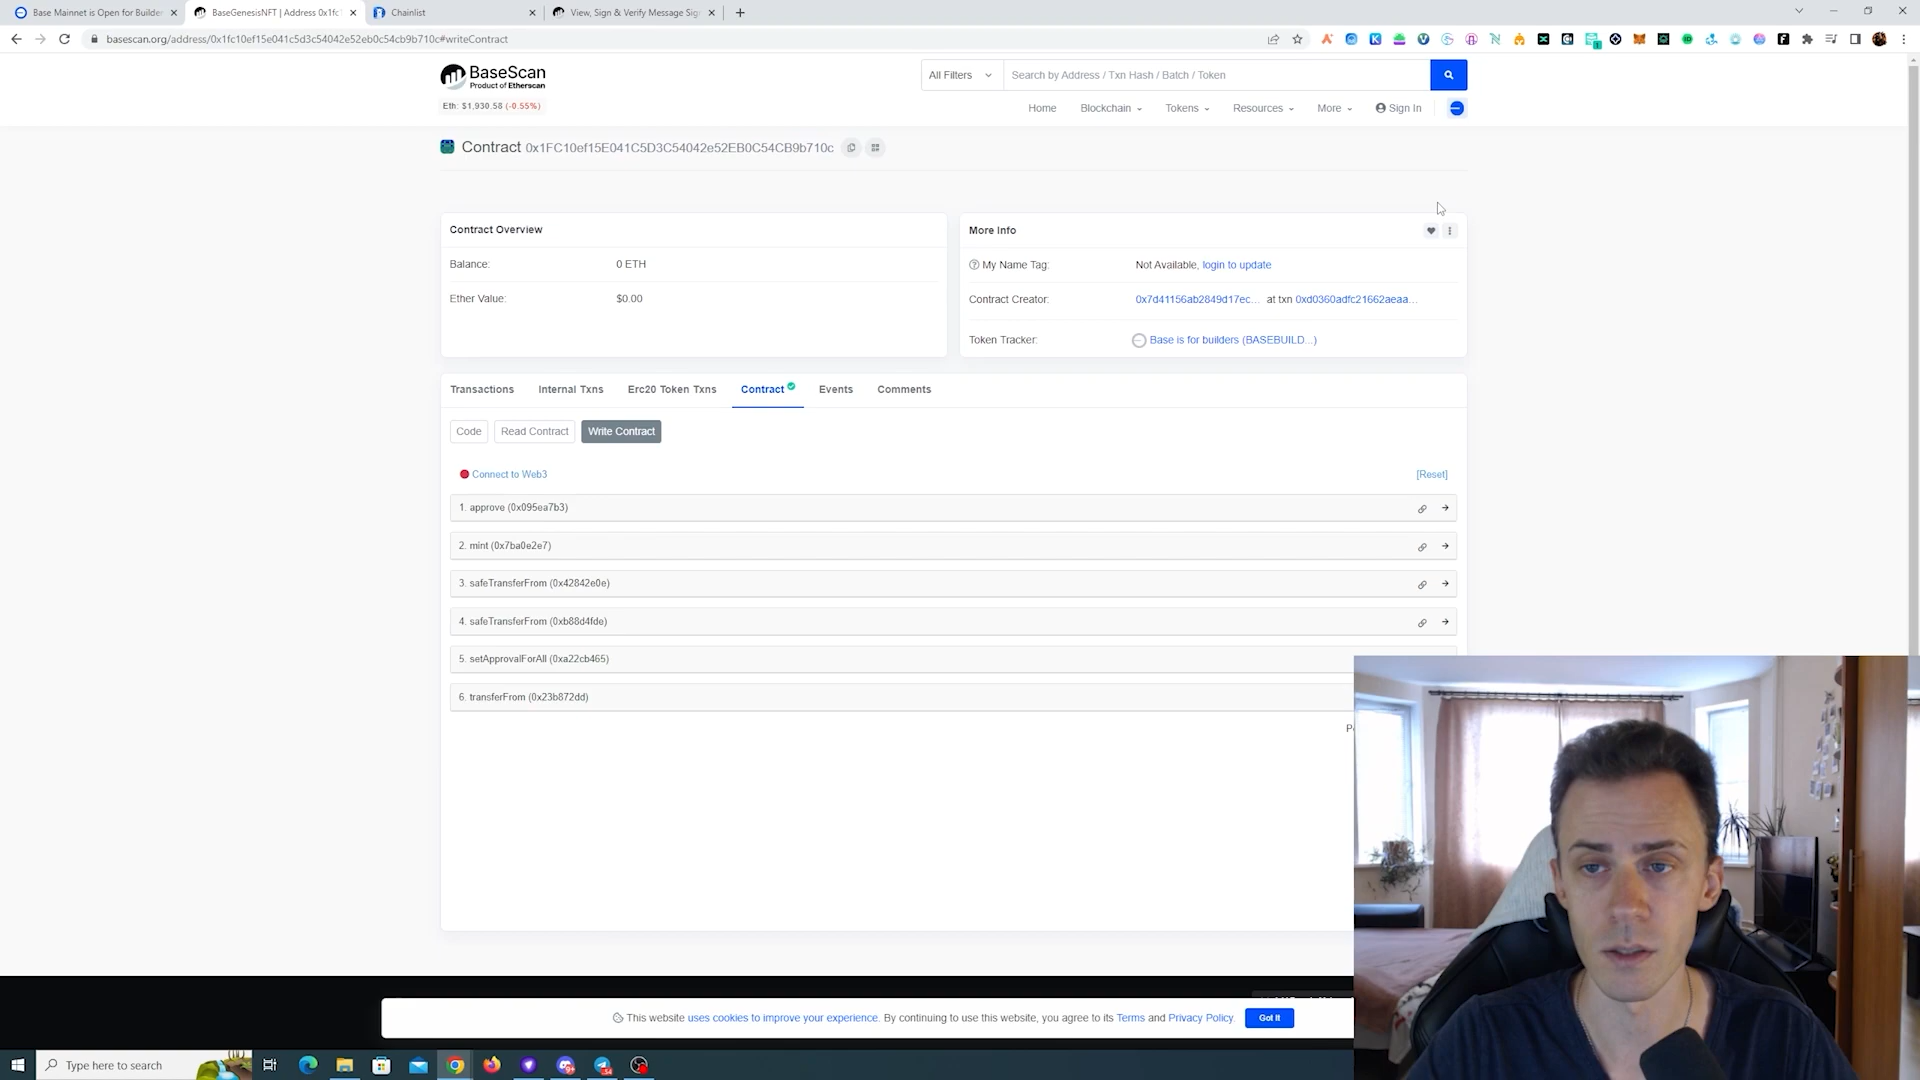 Base Mainnet is Open for Builder
BaseGenesisNFT | Address 0x1fc1
Chainlist
View, Sign & Verify Message Sig
basescan.org/address/0x1fc10ef15e041c5d3c54042e52eb0c54cb9b710c#writeContract
BaseScan
Product of Etherscan
All Filters
Search by Address / Txn Hash / Batch / Token
Eth: $1,930.58 (-0.55%)
Home
Blockchain
Tokens
Resources
More
Sign In
Contract 0x1FC10ef15E041C5D3C54042e52EB0C54CB9b710c
Contract Overview
Balance:
0 ETH
Ether Value:
$0.00
More Info
My Name Tag:
Not Available, login to update
Contract Creator:
0x7d41156ab2849d17ec... at txn 0xd0360adfc21662aeaa...
Token Tracker:
Base is for builders (BASEBUILD...)
Transactions
Internal Txns
Erc20 Token Txns
Contract
Events
Comments
Code
Read Contract
Write Contract
Connect to Web3
[Reset]
1. approve (0x095ea7b3)
2. mint (0x7ba0e2e7)
3. safeTransferFrom (0x42842e0e)
4. safeTransferFrom (0xb88d4fde)
5. setApprovalForAll (0xa22cb465)
6. transferFrom (0x23b872dd)
This website uses cookies to improve your experience. By continuing to use this website, you agree to its Terms and Privacy Policy.
Got It
Type here to search